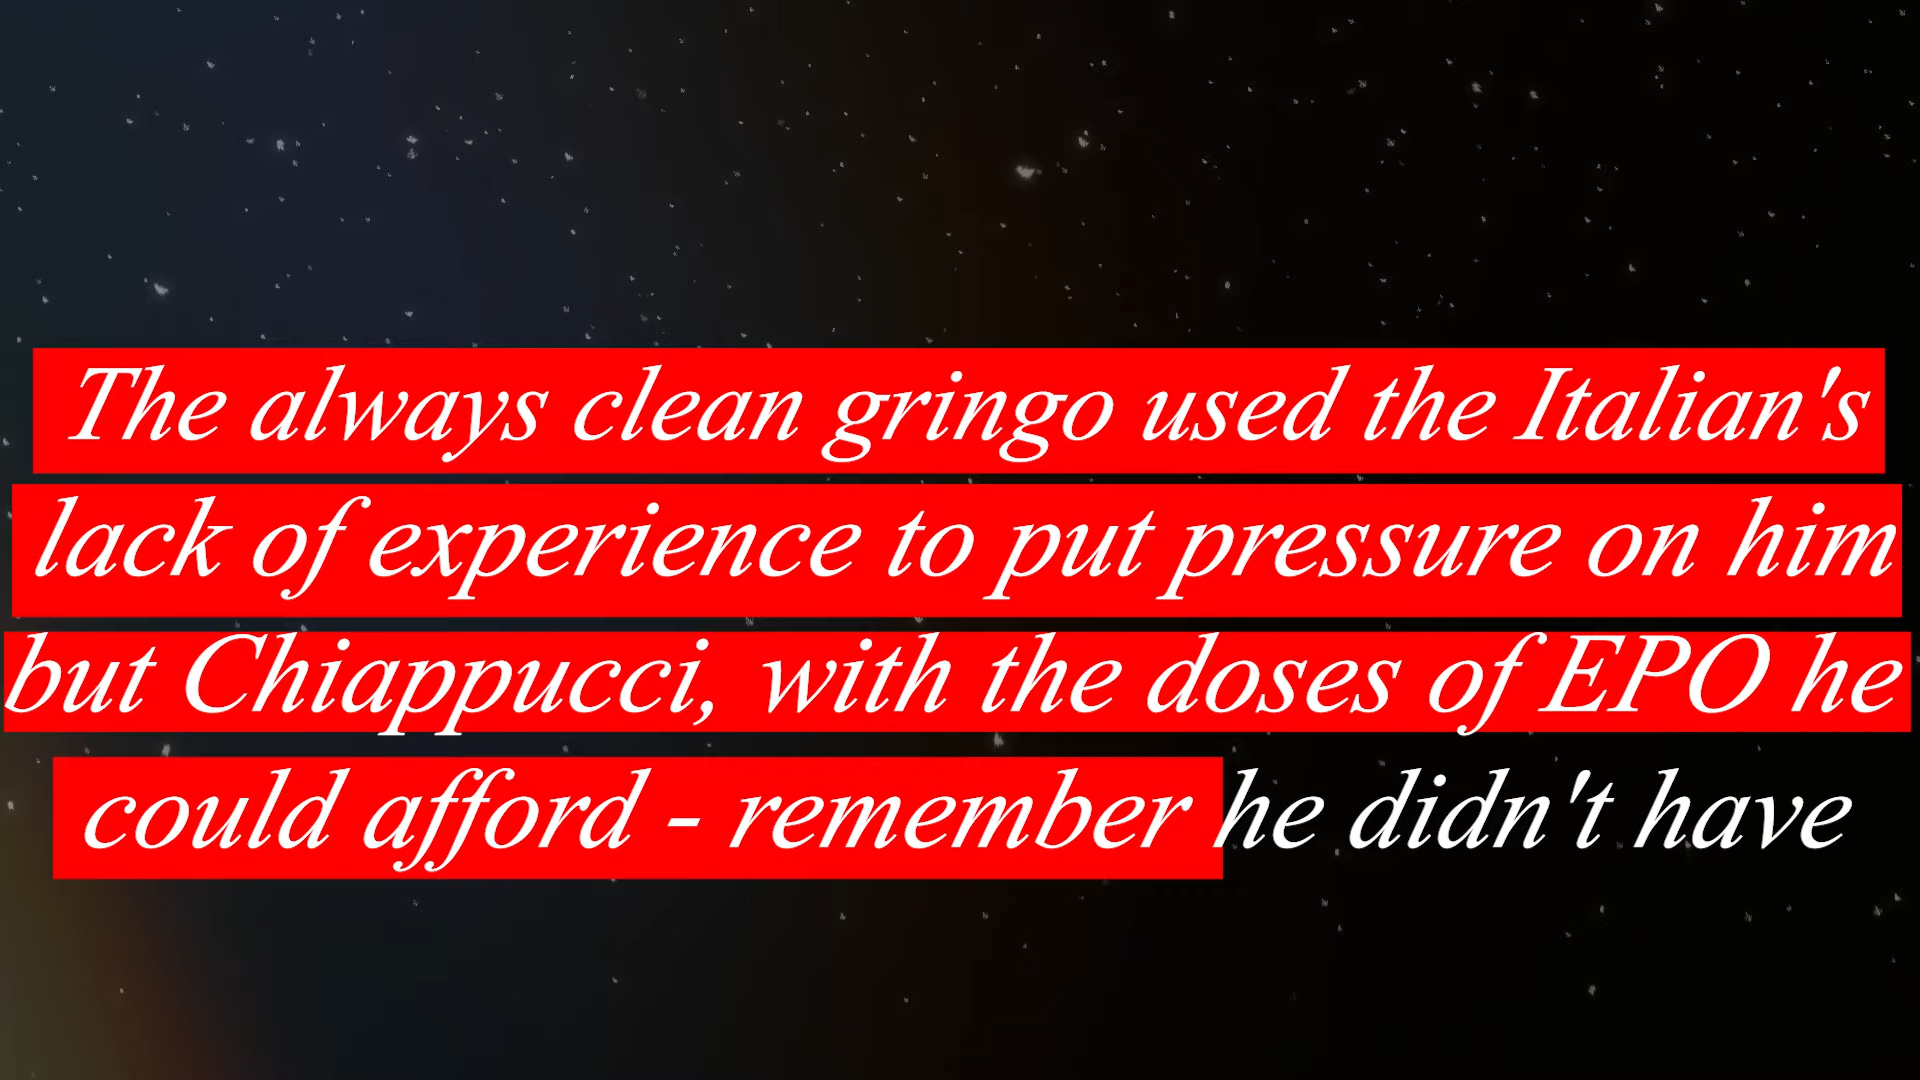 The always clean gringo used the Italian's
lack of experience to put pressure on him
but Chiappucci, with the doses of EPO he
could afford - remember he didn't have